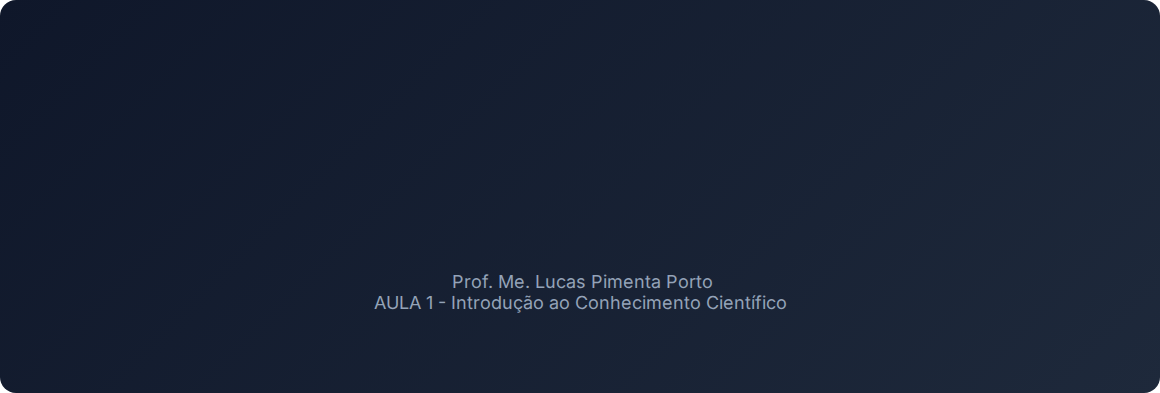 Prof. Me. Lucas Pimenta Porto
AULA 1 - Introdução ao Conhecimento Científico